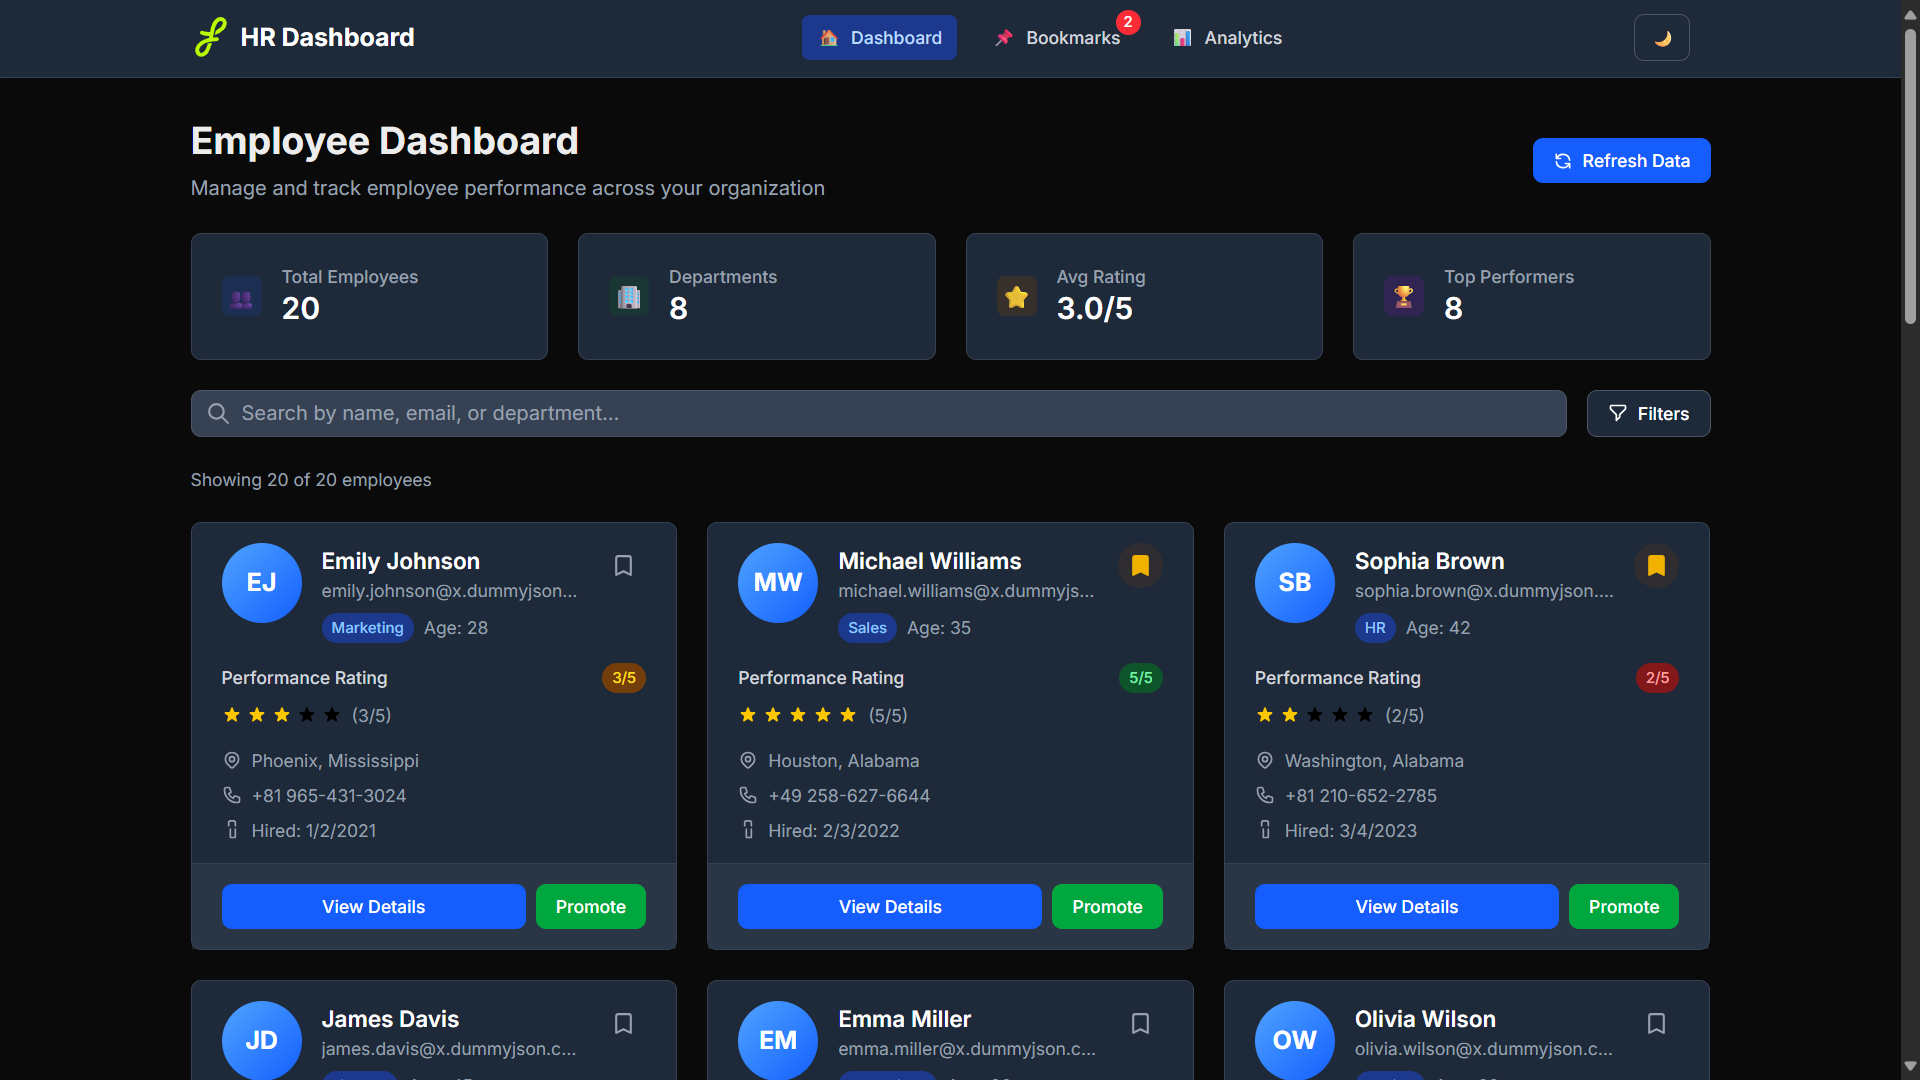 HR Dashboard
Dashboard
Bookmarks
2
Analytics
Employee Dashboard
Manage and track employee performance across your organization
Refresh Data
Total Employees
20
Departments
8
Avg Rating
3.0/5
Top Performers
8
Search by name, email, or department...
Filters
Showing 20 of 20 employees
EJ
Emily Johnson
emily.johnson@x.dummyjson...
Marketing Age: 28
Performance Rating 3/5
(3/5)
Phoenix, Mississippi
+81 965-431-3024
Hired: 1/2/2021
View Details Promote
MW
Michael Williams
michael.williams@x.dummyjs...
Sales Age: 35
Performance Rating 5/5
(5/5)
Houston, Alabama
+49 258-627-6644
Hired: 2/3/2022
View Details Promote
SB
Sophia Brown
sophia.brown@x.dummyjson....
HR Age: 42
Performance Rating 2/5
(2/5)
Washington, Alabama
+81 210-652-2785
Hired: 3/4/2023
View Details Promote
JD
James Davis
james.davis@x.dummyjson.c...
EM
Emma Miller
emma.miller@x.dummyjson.c...
OW
Olivia Wilson
olivia.wilson@x.dummyjson.c...